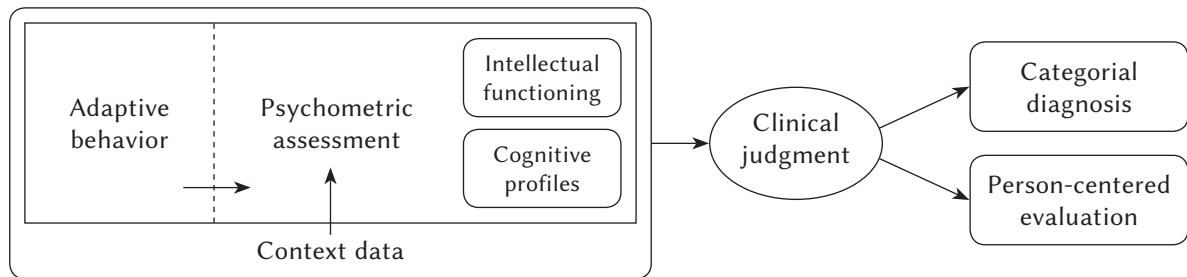 Adaptive
behavior
Psychometric
assessment
Intellectual
functioning
Cognitive
profiles
Context data
Clinical
judgment
Categorial
diagnosis
Person-centered
evaluation